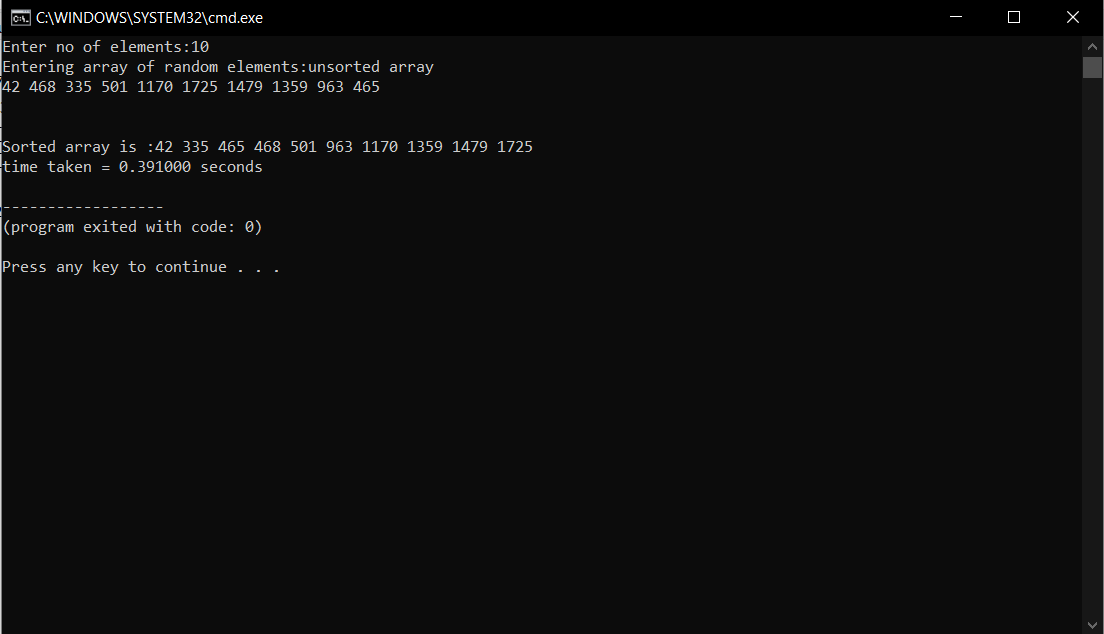 C:\WINDOWS\SYSTEM32\cmd.exe
Enter no of elements:10
Entering array of random elements:unsorted array
42 468 335 501 1170 1725 1479 1359 963 465
Sorted array is :42 335 465 468 501 963 1170 1359 1479 1725
time taken = 0.391000 seconds
------------------
(program exited with code: 0)
Press any key to continue . . .